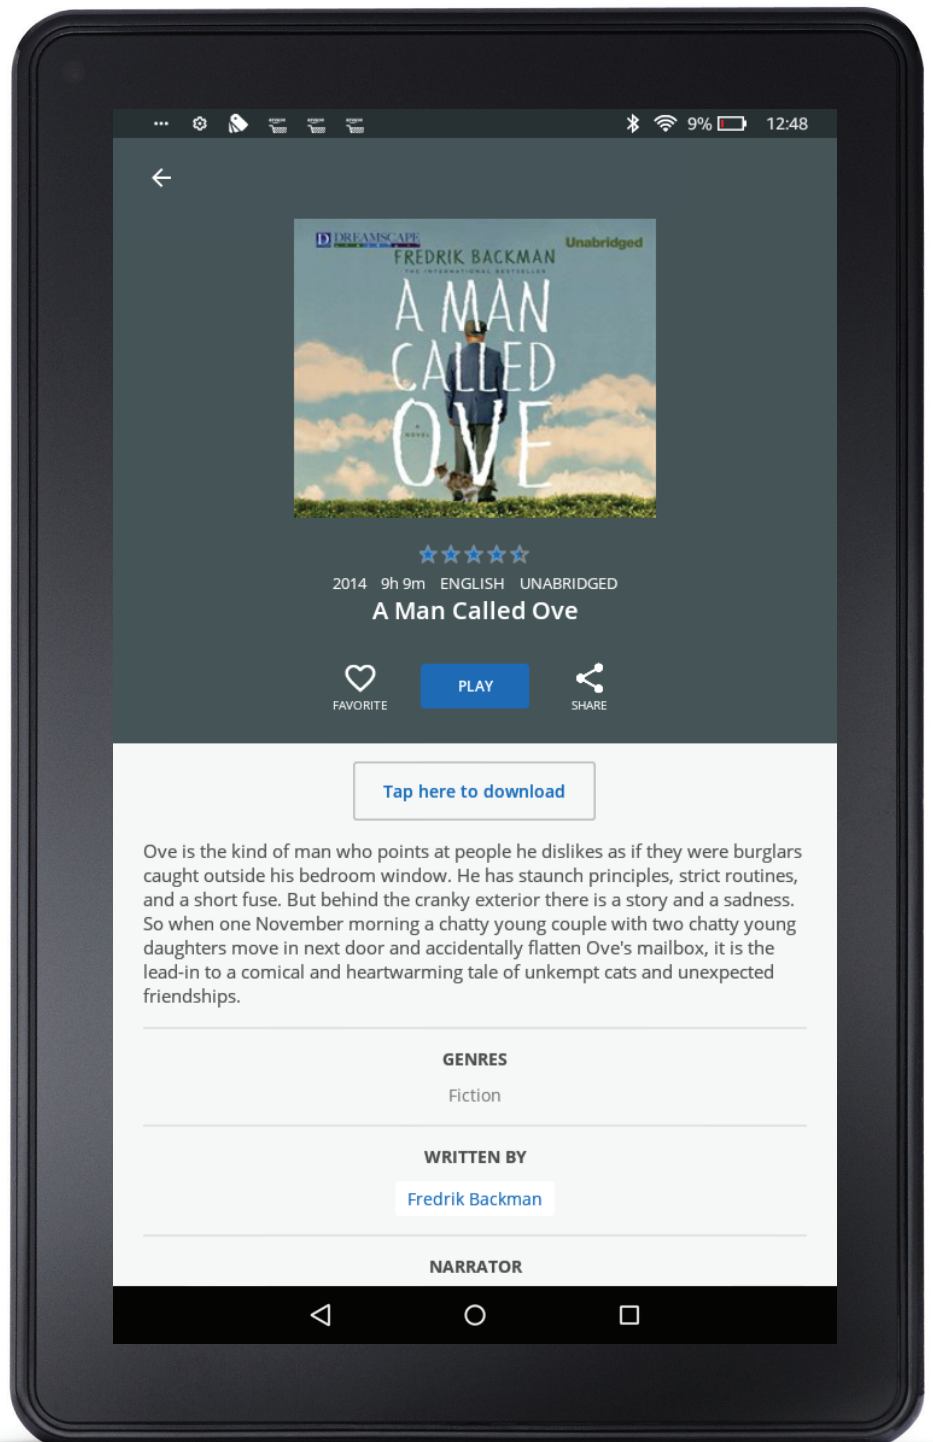 9% 12:48
DREAMSCAPE
Unabridged
FREDRIK BACKMAN
THE INTERNATIONAL BESTSELLER
A MAN
CALLED
OVE
A
NOVEL
2014 9h 9m ENGLISH UNABRIDGED
A Man Called Ove
FAVORITE
PLAY
SHARE
Tap here to download
Ove is the kind of man who points at people he dislikes as if they were burglars
caught outside his bedroom window. He has staunch principles, strict routines,
and a short fuse. But behind the cranky exterior there is a story and a sadness.
So when one November morning a chatty young couple with two chatty young
daughters move in next door and accidentally flatten Ove's mailbox, it is the
lead-in to a comical and heartwarming tale of unkempt cats and unexpected
friendships.
GENRES
Fiction
WRITTEN BY
Fredrik Backman
NARRATOR